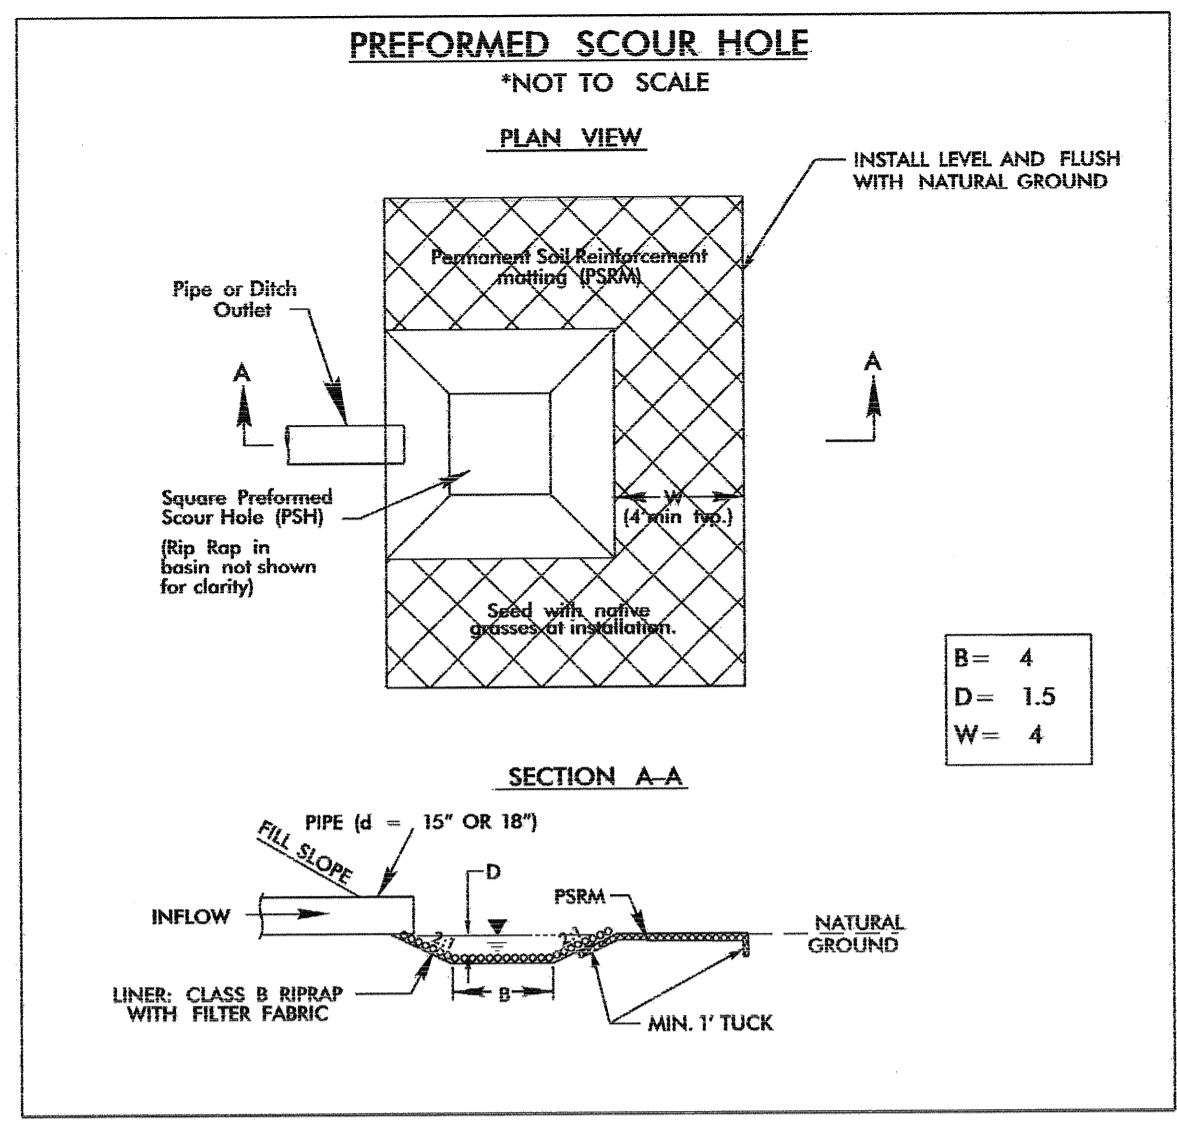 PREFORMED SCOUR HOLE
*NOT TO SCALE
PLAN VIEW
INSTALL LEVEL AND FLUSH
WITH NATURAL GROUND
Permanent Soil Reinforcement
matting (PSRM)
Pipe or Ditch
Outlet
A
A
Square Preformed
Scour Hole (PSH)
(Rip Rap in
basin not shown
for clarity)
W
(4'min typ.)
Seed with native
grasses at installation.
B= 4
D= 1.5
W= 4
SECTION A-A
PIPE (d = 15" OR 18")
FILL SLOPE
D
PSRM
INFLOW
2:1
2:1
NATURAL
GROUND
B
LINER: CLASS B RIPRAP
WITH FILTER FABRIC
MIN. 1' TUCK